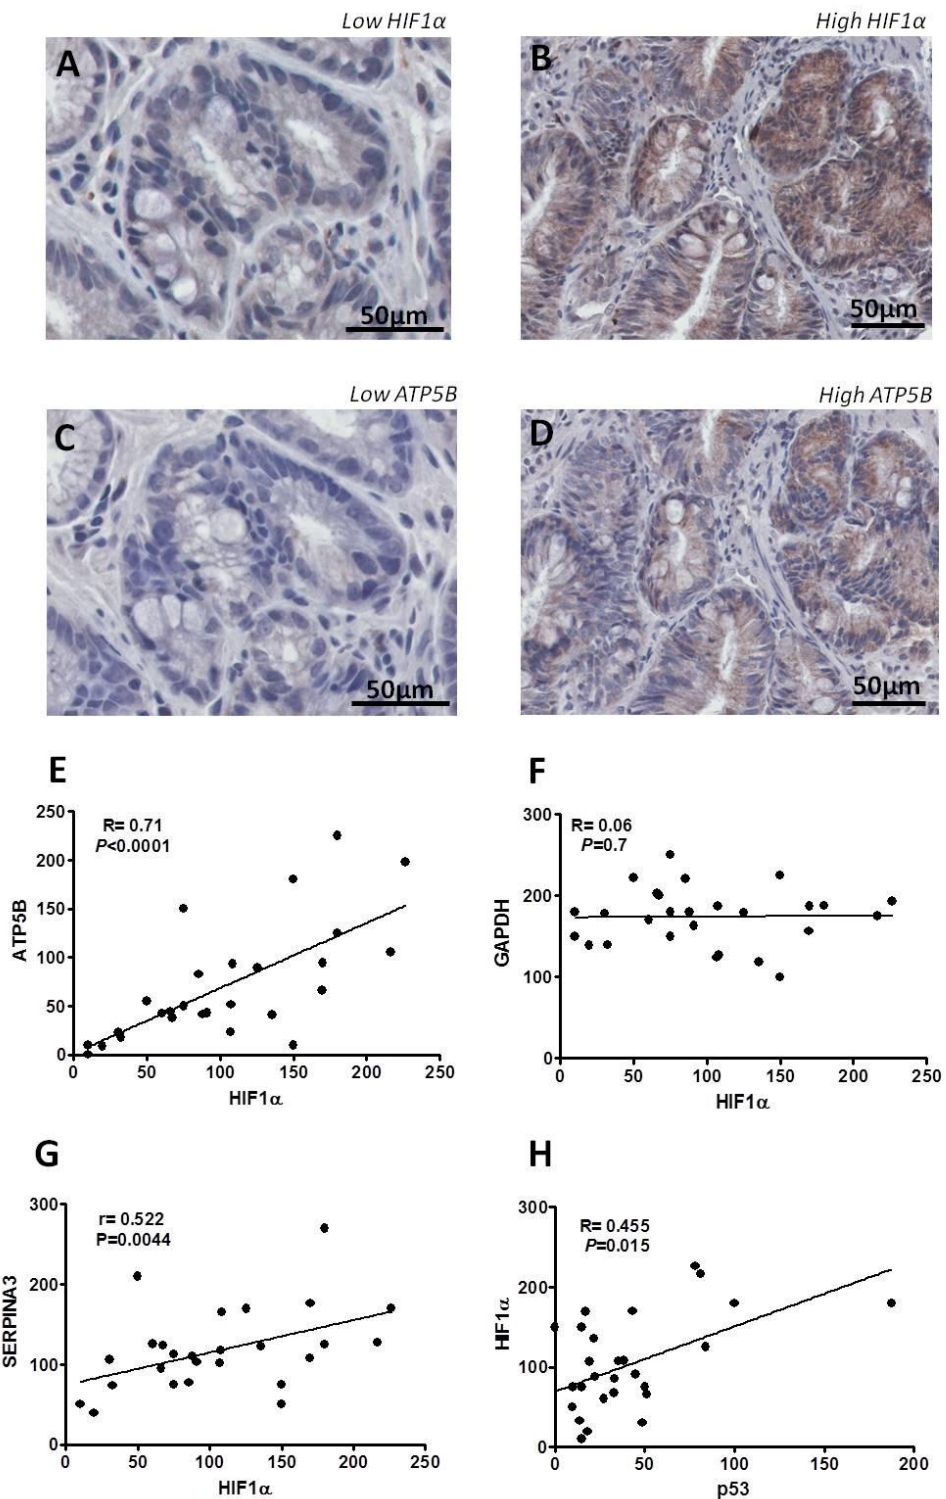 Low HIF1α
High HIF1α
A
B
50μm
50μm
Low ATP5B
High ATP5B
C
D
50μm
50μm
E
F
R= 0.71
P<0.0001
ATP5B
250
200
150
100
50
0
0 50 100 150 200 250
HIF1α
R= 0.06
P=0.7
GAPDH
300
200
100
0
0 50 100 150 200 250
HIF1α
G
H
r= 0.522
P=0.0044
SERPINA3
300
200
100
0
0 50 100 150 200 250
HIF1α
R= 0.455
P=0.015
HIF1α
300
200
100
0
0 50 100 150 200
p53